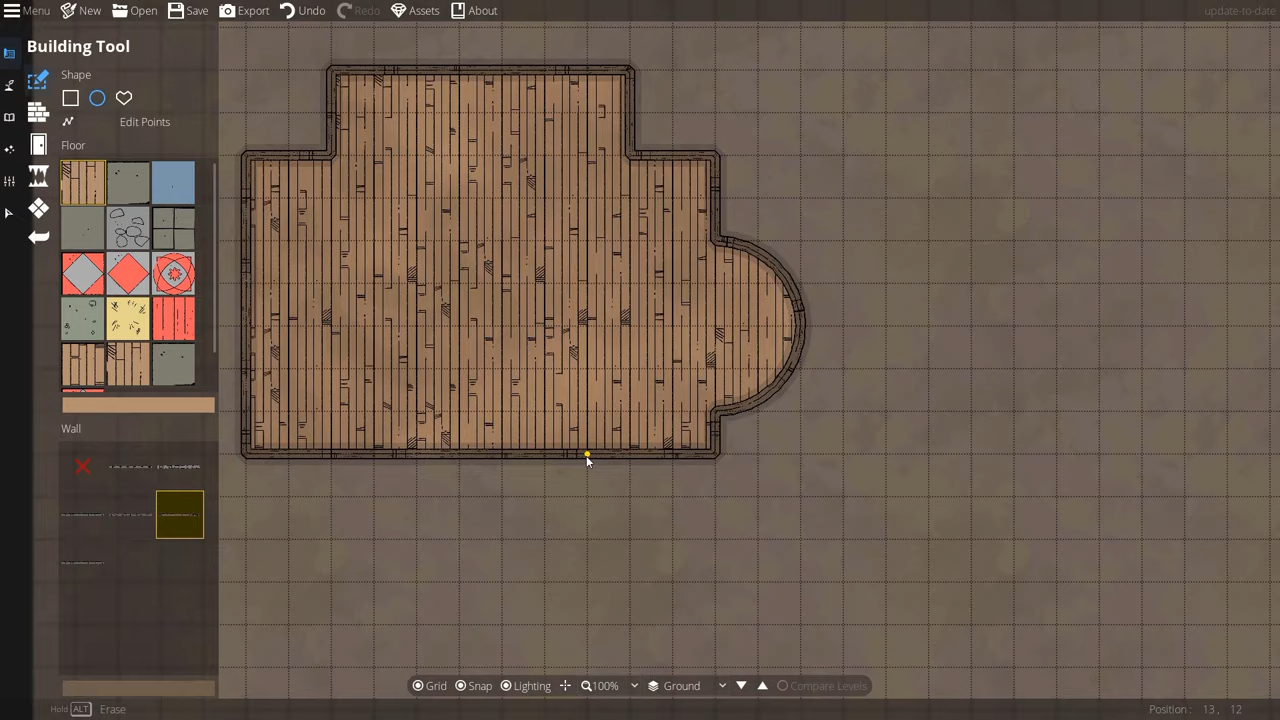 Menu New Open Save Export Undo Redo Assets About update-to-date
Building Tool
Shape
Edit Points
Floor
Wall
Grid Snap Lighting 100% Ground Compare Levels
Hold ALT Erase Position : 13 , 12